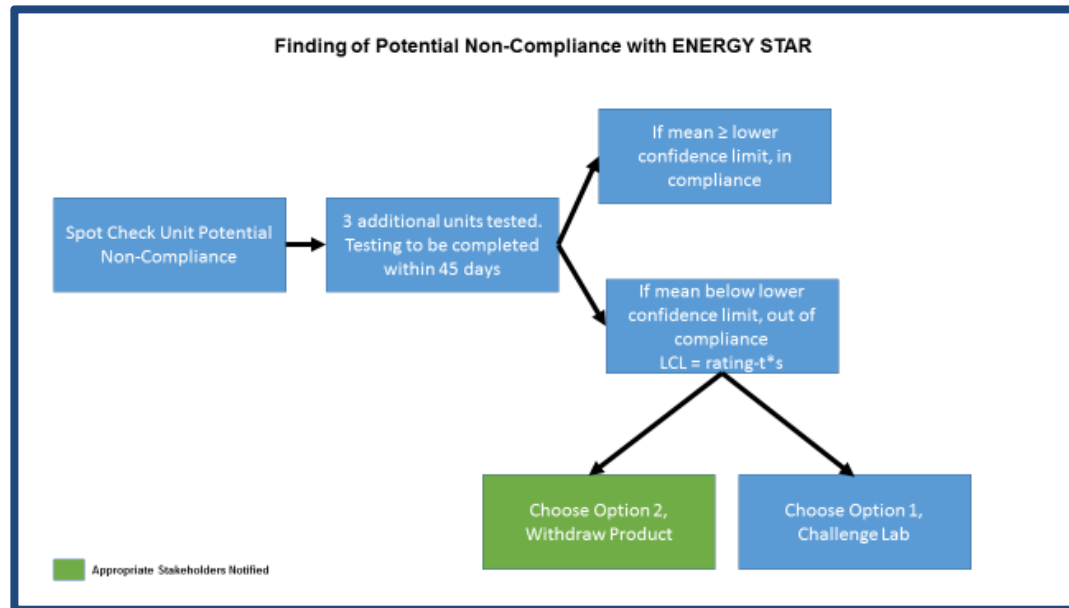 Finding of Potential Non-Compliance with ENERGY STAR
If mean ≥ lower
confidence limit, in
compliance
Spot Check Unit Potential
Non-Compliance
3 additional units tested.
Testing to be completed
within 45 days
If mean below lower
confidence limit, out of
compliance
LCL = rating-t*s
Choose Option 2,
Withdraw Product
Choose Option 1,
Challenge Lab
Appropriate Stakeholders Notified